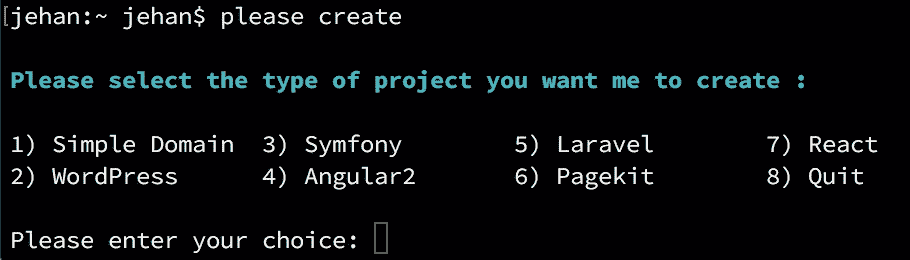 [jehan:~ jehan$ please create
Please select the type of project you want me to create :
1) Simple Domain  3) Symfony        5) Laravel        7) React
2) WordPress      4) Angular2       6) Pagekit        8) Quit
Please enter your choice: